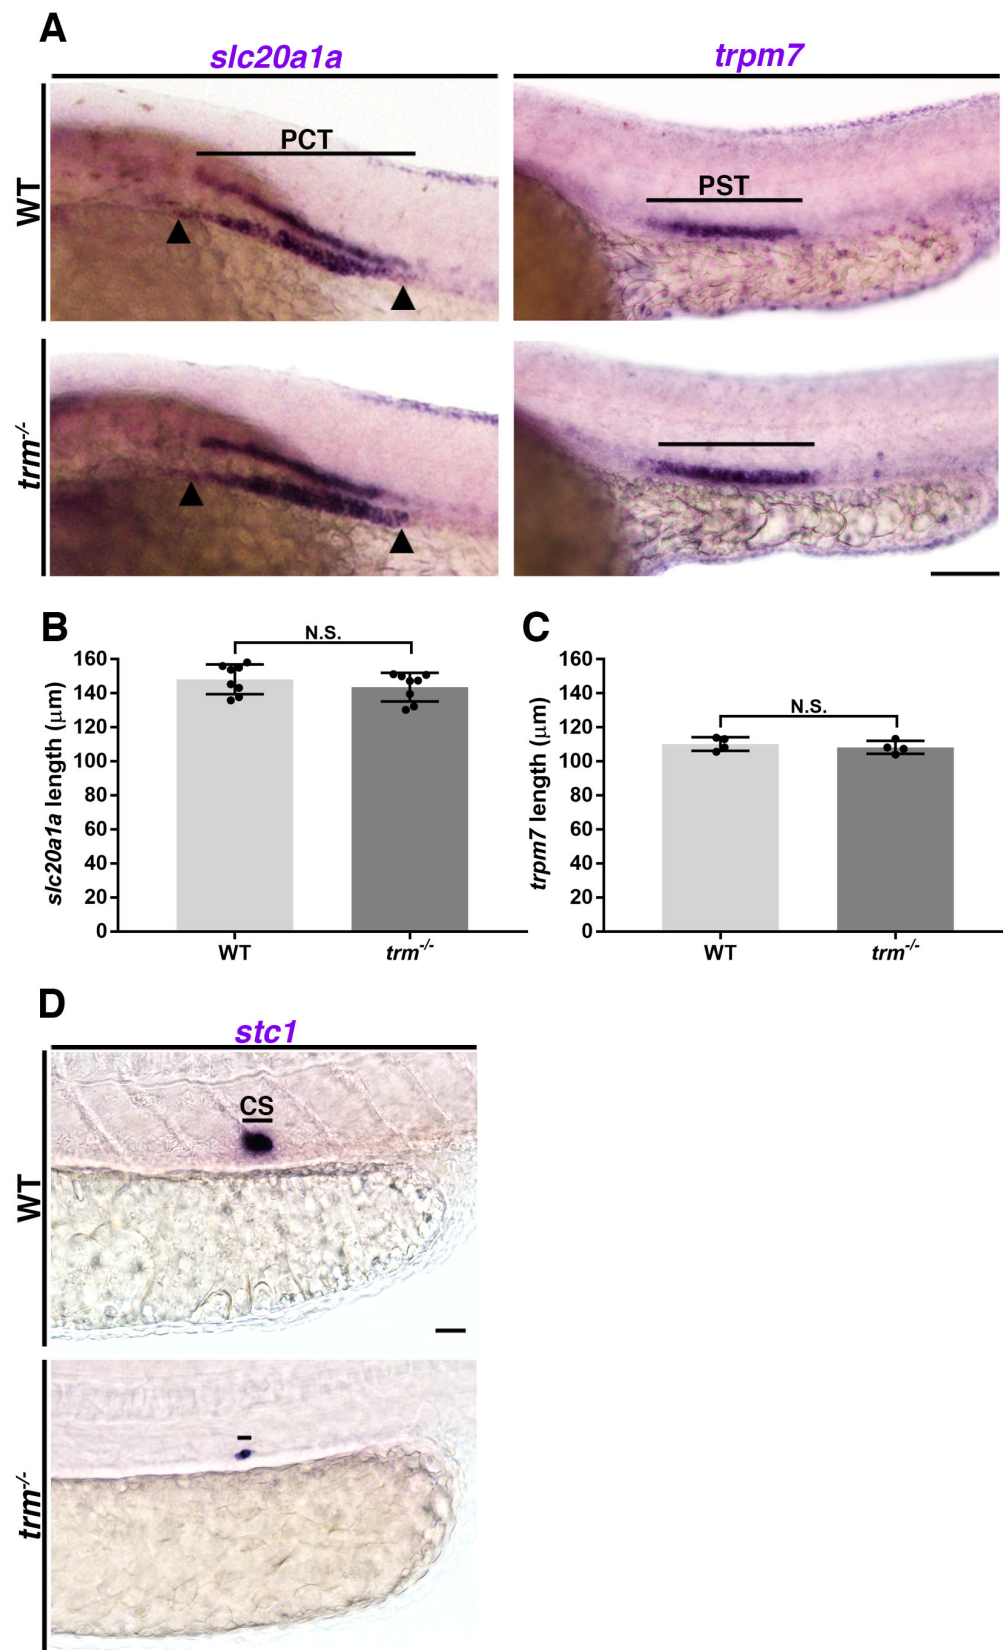 A
slc20a1a
trpm7
WT
PCT
PST
trm-/-
B
N.S.
slc20a1a length (μm)
160
140
120
100
80
60
40
20
0
WT
trm-/-
C
N.S.
trpm7 length (μm)
160
140
120
100
80
60
40
20
0
WT
trm-/-
D
stc1
WT
CS
trm-/-